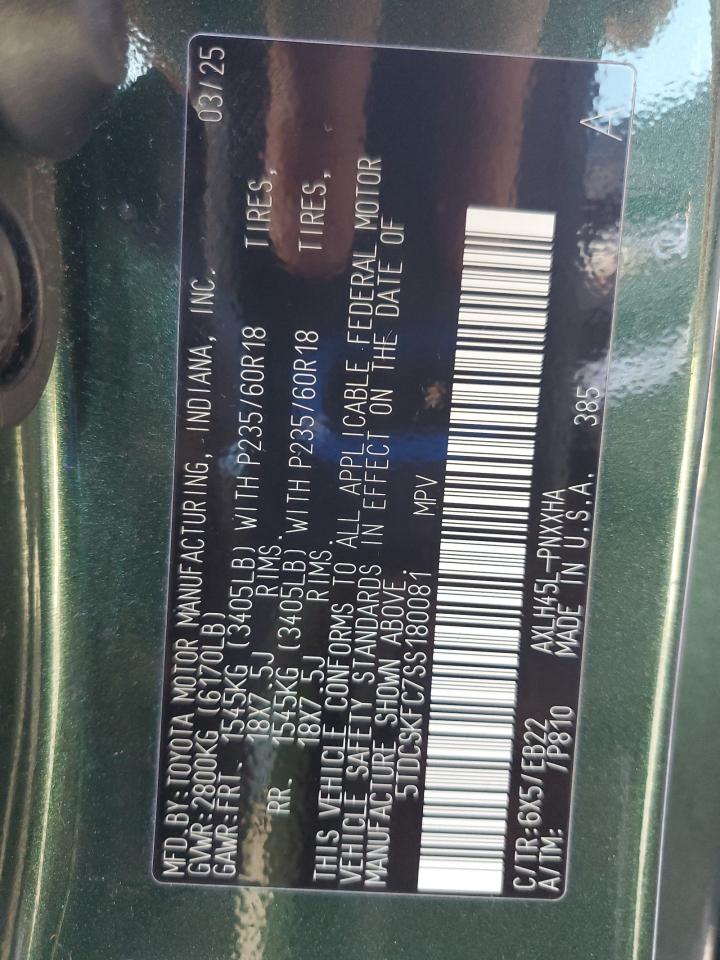 MFD.BY:TOYOTA MOTOR MANUFACTURING, INDIANA, INC. 03/25
GVWR:2800KG (6170LB)
GAWR:FRT. 1545KG (3405LB) WITH P235/60R18 TIRES,
18X7.5J RIMS.
RR. 1545KG (3405LB) WITH P235/60R18 TIRES,
18X7.5J RIMS.
THIS VEHICLE CONFORMS TO ALL APPLICABLE FEDERAL MOTOR
VEHICLE SAFETY STANDARDS IN EFFECT ON THE DATE OF
MANUFACTURE SHOWN ABOVE.
5TDCSKFC7SS180081 MPV
C/TR:6X5/EB22 AXLH45L-PNXXHA
A/TM: /P810 MADE IN U.S.A. 385 A